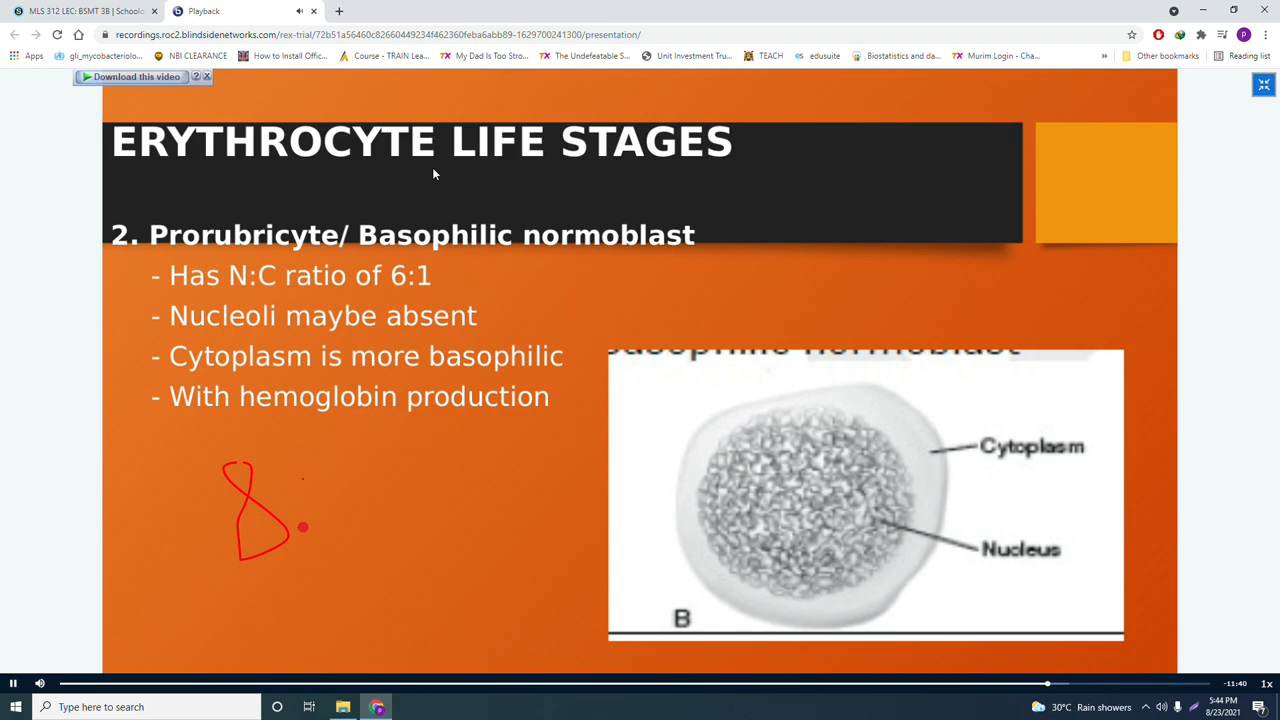 MLS 312 LEC: BSMT 3B | Schoolo
Playback
recordings.roc2.blindsidenetworks.com/rex-trial/72b51a56460c82660449234f462360feba6abb89-1629700241300/presentation/
Apps
gli_mycobacteriolo...
NBI CLEARANCE
How to Install Offic...
Course - TRAIN Lea...
My Dad Is Too Stro...
The Undefeatable S...
Unit Investment Tru...
TEACH
edusuite
Biostatistics and da...
Murim Login - Cha...
Other bookmarks
Reading list
Download this video
ERYTHROCYTE LIFE STAGES
2. Prorubricyte/ Basophilic normoblast
- Has N:C ratio of 6:1
- Nucleoli maybe absent
- Cytoplasm is more basophilic
- With hemoglobin production
8
Cytoplasm
Nucleus
B
-11:40
1x
Type here to search
30°C Rain showers
5:44 PM
8/23/2021